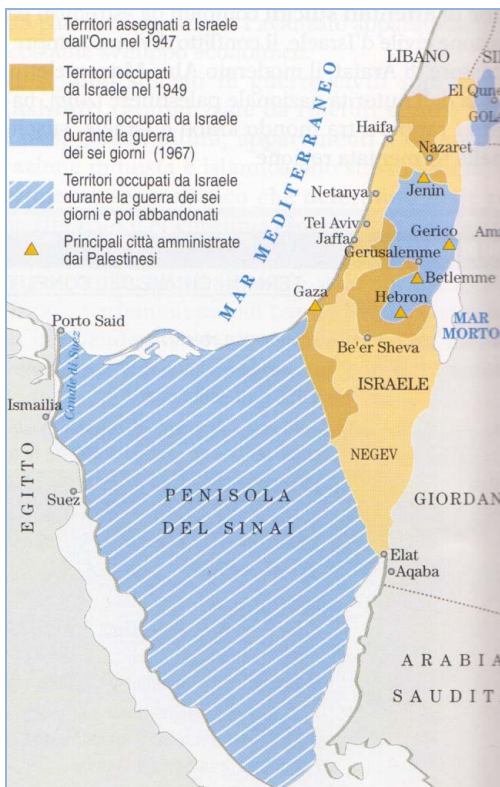 Territori assegnati a Israele
dall'Onu nel 1947
Territori occupati
da Israele nel 1949
Territori occupati da Israele
durante la guerra
dei sei giorni (1967)
Territori occupati da Israele
durante la guerra dei sei
giorni e poi abbandonati
Principali città amministrate
dai Palestinesi
MAR MEDITERRANEO
LIBANO
SI
El Qune
GOL
Haifa
Nazaret
Jenin
Netanya
Tel Aviv
Jaffa
Gerico
Am
Gerusalemme
Betlemme
Gaza
Hebron
MAR
MORTO
Porto Said
Be'er Sheva
Canale di Suez
ISRAELE
Ismailia
NEGEV
EGITTO
Suez
PENISOLA
DEL SINAI
GIORDAN
Elat
Aqaba
ARABIA
SAUDIT